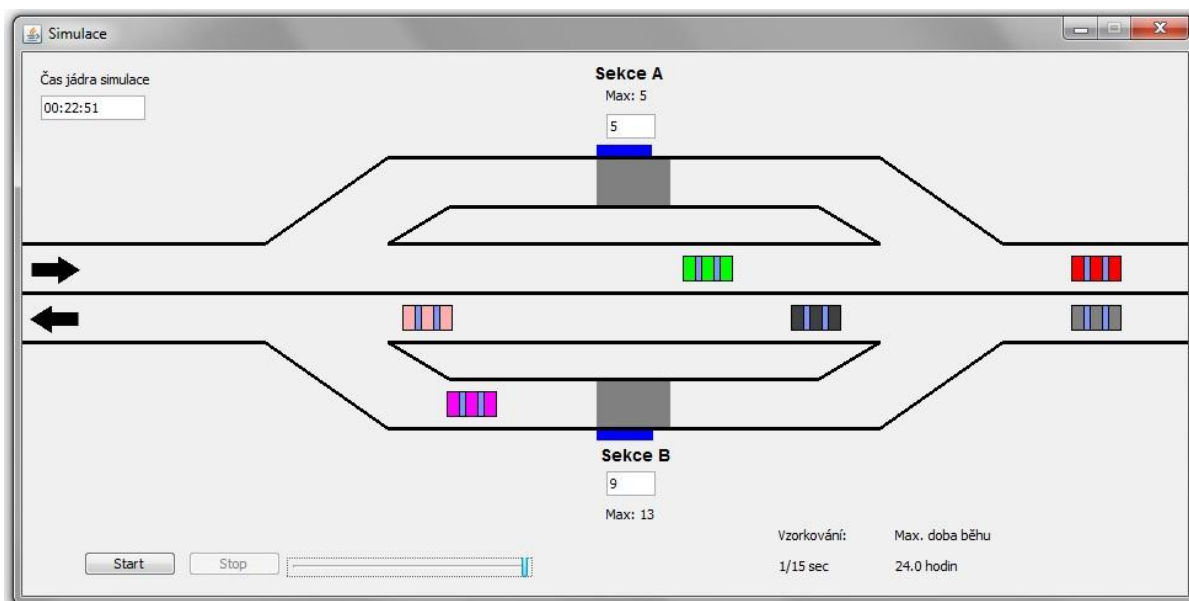 Simulace
Čas jádra simulace
00:22:51
Sekce A
Max: 5
5
Sekce B
9
Max: 13
Vzorkování: Max. doba běhu
Start Stop 1/15 sec 24.0 hodin